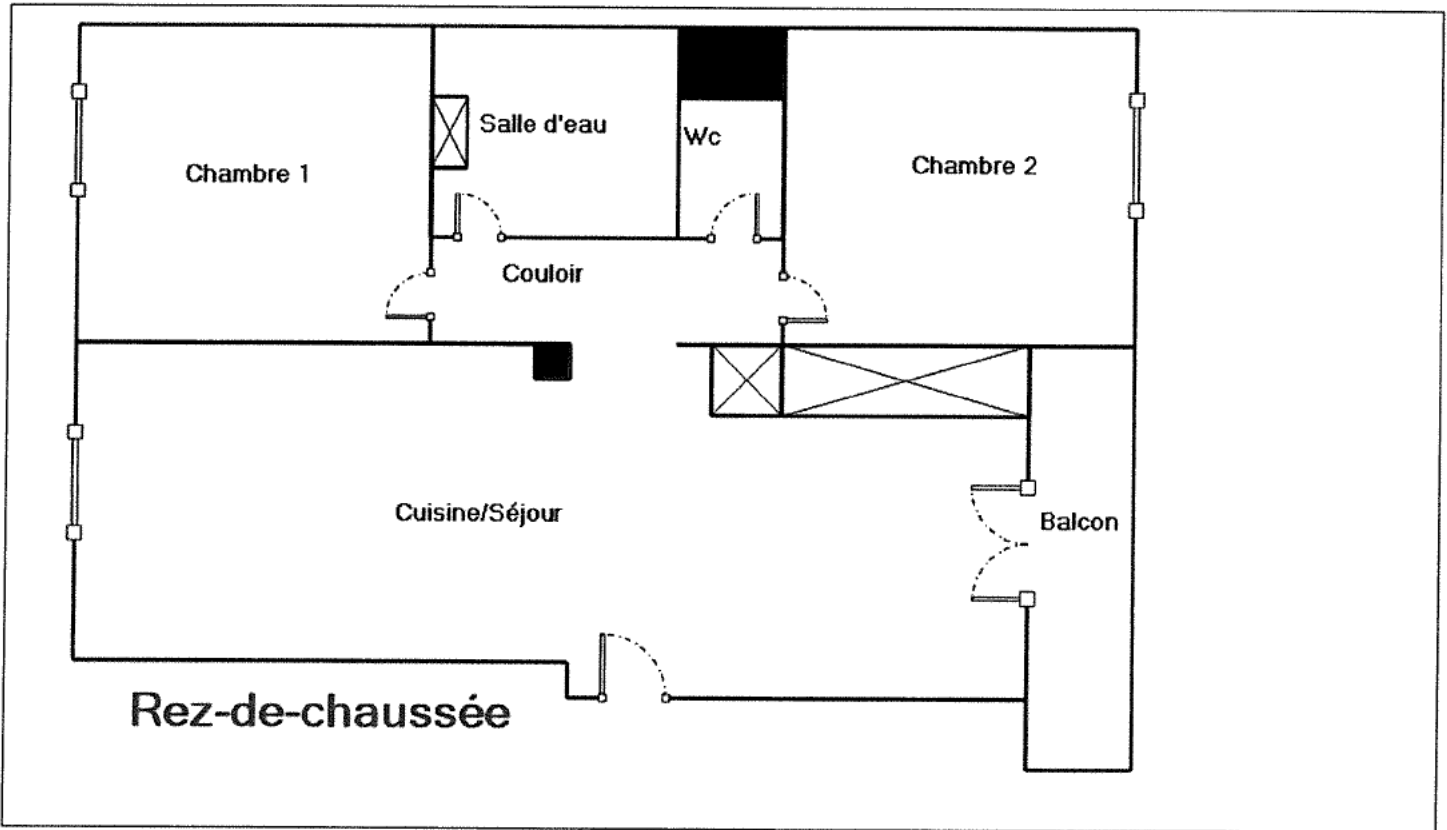 Salle d'eau
Wc
Chambre 1
Chambre 2
Couloir
Cuisine/Séjour
Balcon
Rez-de-chaussée